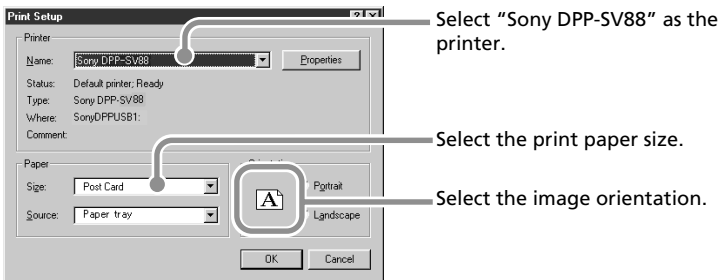 Print Setup
Printer
Name: Sony DPP-SV88 Properties
Status: Default printer; Ready
Type: Sony DPP-SV88
Where: SonyDPPUSB1:
Comment:
Paper
Size: Post Card
Source: Paper tray
A
Portrait
Landscape
OK Cancel
Select “Sony DPP-SV88” as the
printer.
Select the print paper size.
Select the image orientation.